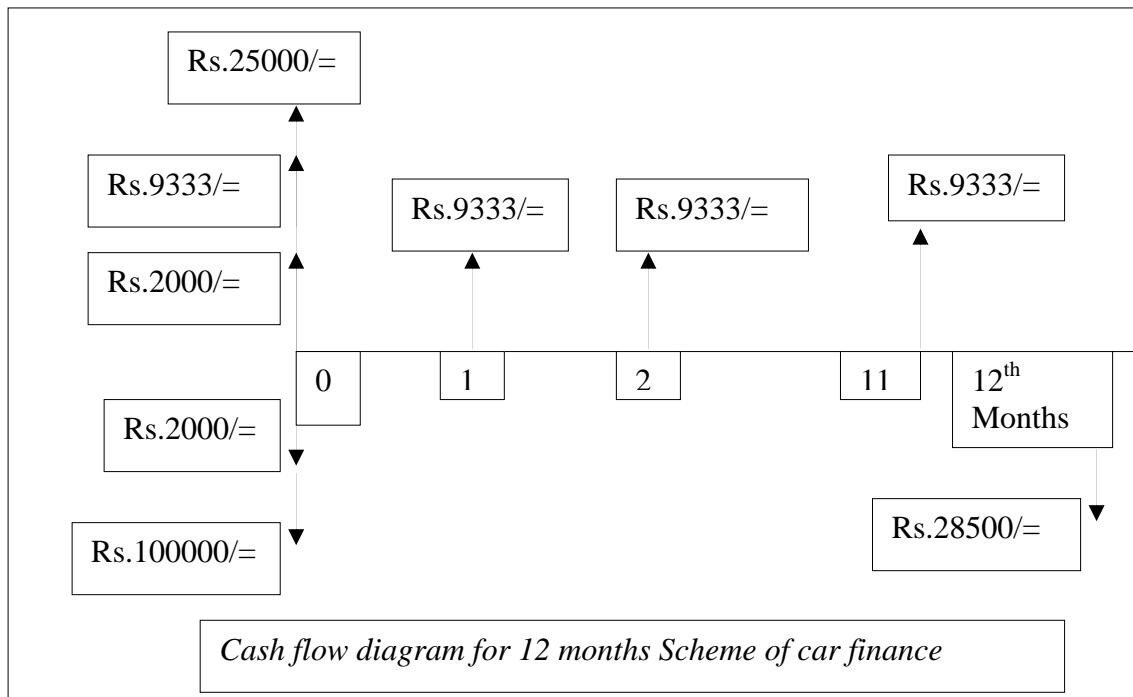 Rs.25000/=
Rs.9333/=
Rs.9333/=
Rs.9333/=
Rs.9333/=
Rs.2000/=
0
1
2
11
12th
Months
Rs.2000/=
Rs.28500/=
Rs.100000/=
Cash flow diagram for 12 months Scheme of car finance